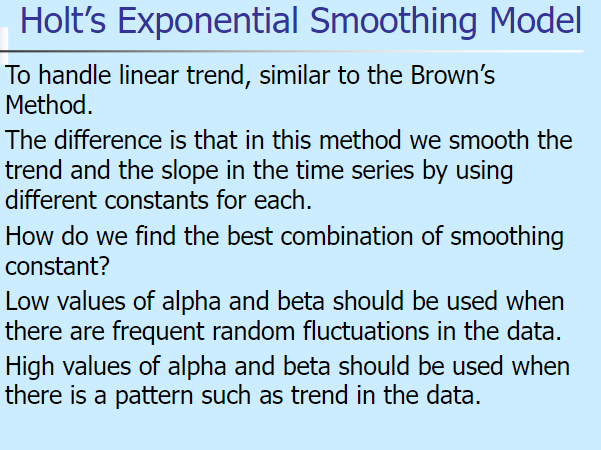 Holt's Exponential Smoothing Model
To handle linear trend, similar to the Brown's
Method.
The difference is that in this method we smooth the
trend and the slope in the time series by using
different constants for each.
How do we find the best combination of smoothing
constant?
Low values of alpha and beta should be used when
there are frequent random fluctuations in the data.
High values of alpha and beta should be used when
there is a pattern such as trend in the data.